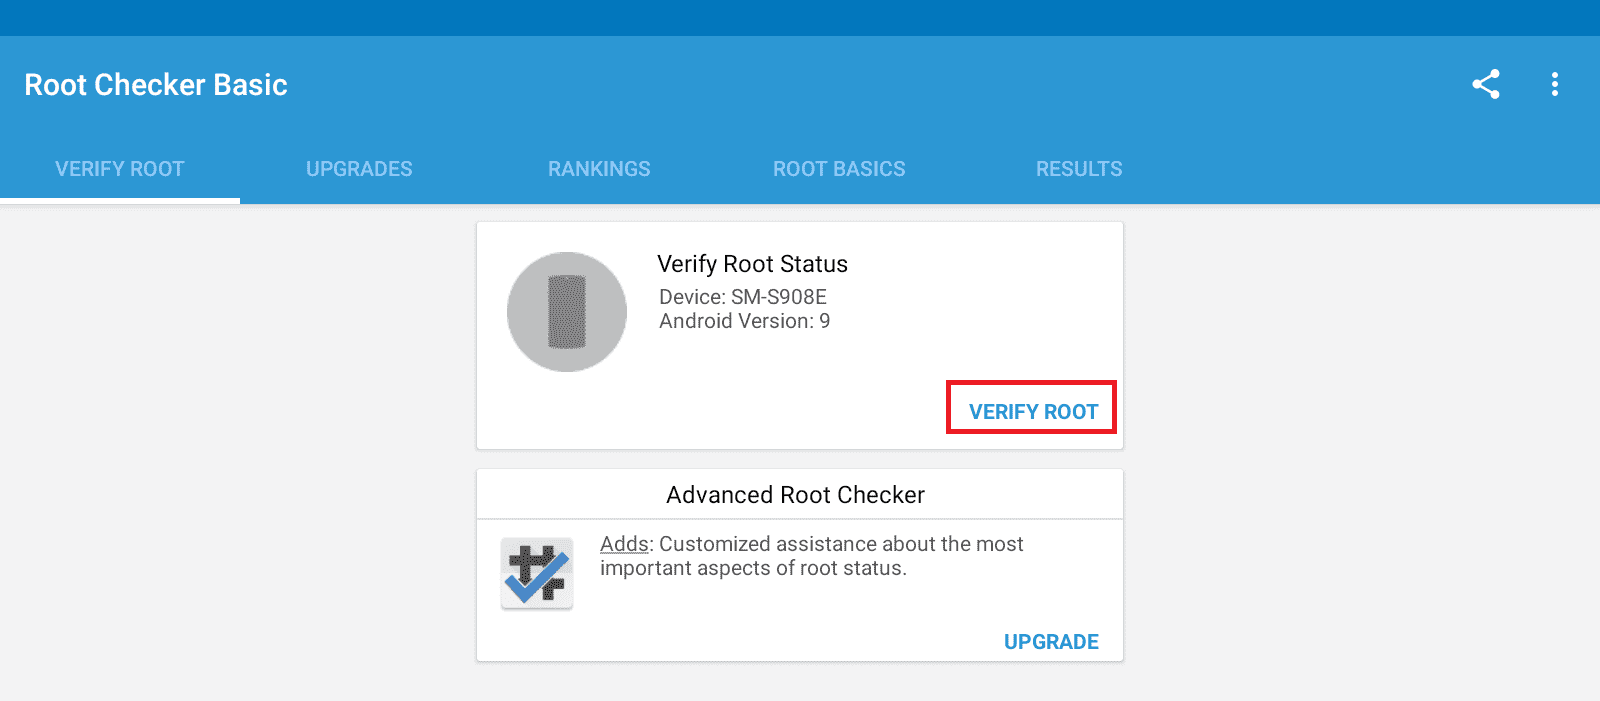 Root Checker Basic
VERIFY ROOT
UPGRADES
RANKINGS
ROOT BASICS
RESULTS
Verify Root Status
Device: SM-S908E
Android Version: 9
VERIFY ROOT
Advanced Root Checker
Adds: Customized assistance about the most
important aspects of root status.
UPGRADE